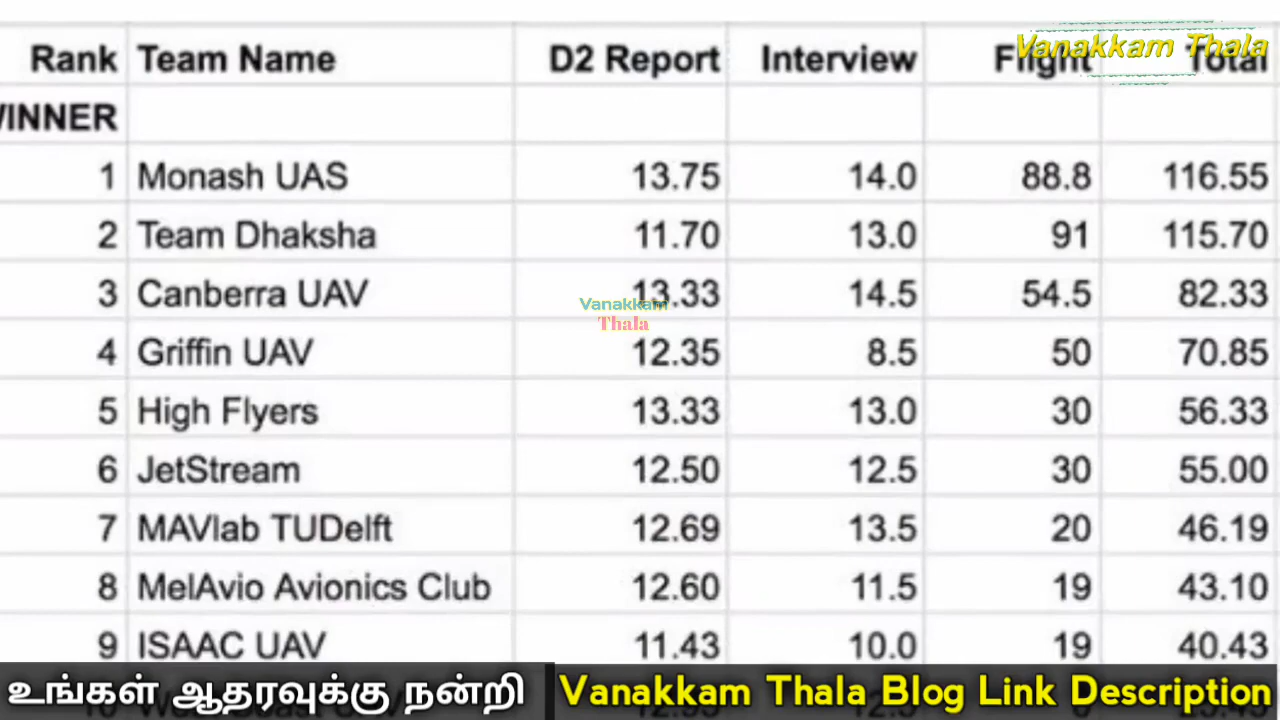 Rank Team Name D2 Report Interview Flight Total
Vanakkam Thala
WINNER
1 Monash UAS 13.75 14.0 88.8 116.55
2 Team Dhaksha 11.70 13.0 91 115.70
3 Canberra UAV 13.33 14.5 54.5 82.33
Vanakkam
Thala
4 Griffin UAV 12.35 8.5 50 70.85
5 High Flyers 13.33 13.0 30 56.33
6 JetStream 12.50 12.5 30 55.00
7 MAVlab TUDelft 12.69 13.5 20 46.19
8 MelAvio Avionics Club 12.60 11.5 19 43.10
9 ISAAC UAV 11.43 10.0 19 40.43
உங்கள் ஆதரவுக்கு நன்றி Vanakkam Thala Blog Link Description